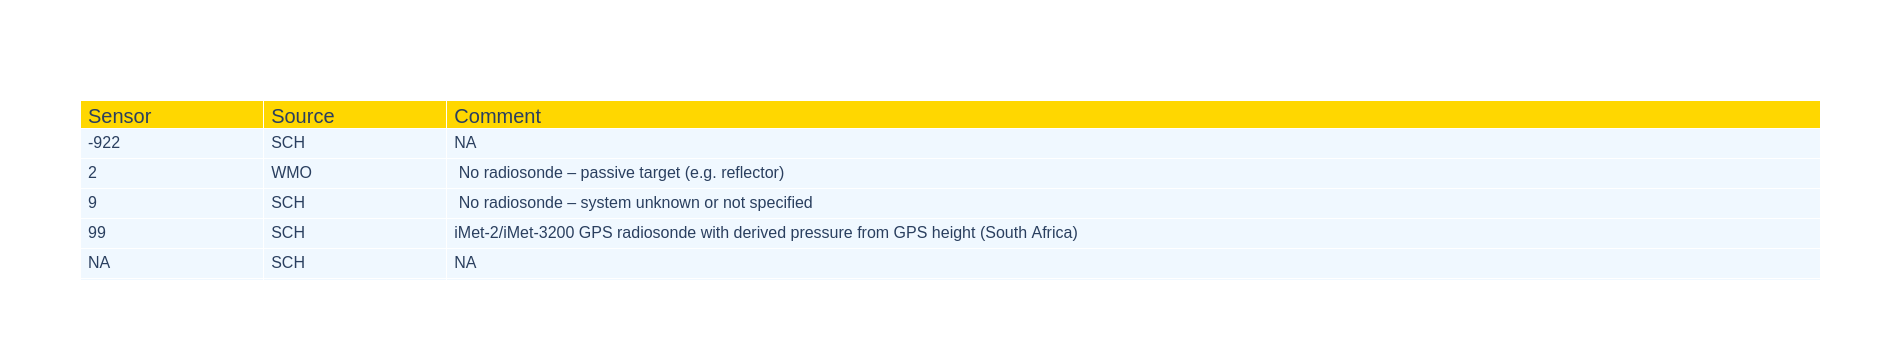 Sensor Source Comment
-922 SCH NA
2 WMO No radiosonde – passive target (e.g. reflector)
9 SCH No radiosonde – system unknown or not specified
99 SCH iMet-2/iMet-3200 GPS radiosonde with derived pressure from GPS height (South Africa)
NA SCH NA